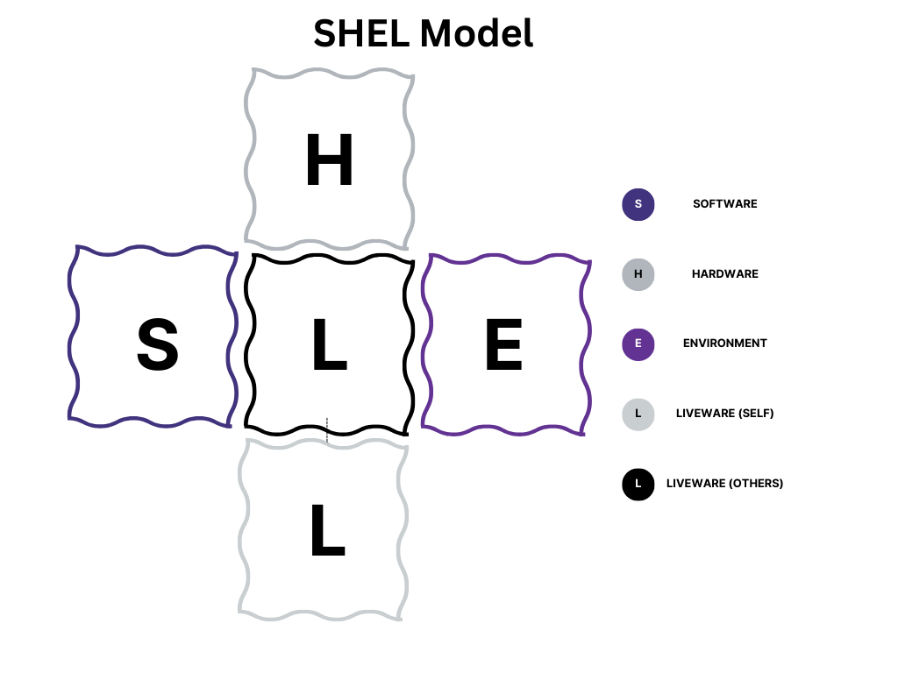 SHEL Model
H
S
L
E
L
S SOFTWARE
H HARDWARE
E ENVIRONMENT
L LIVEWARE (SELF)
L LIVEWARE (OTHERS)